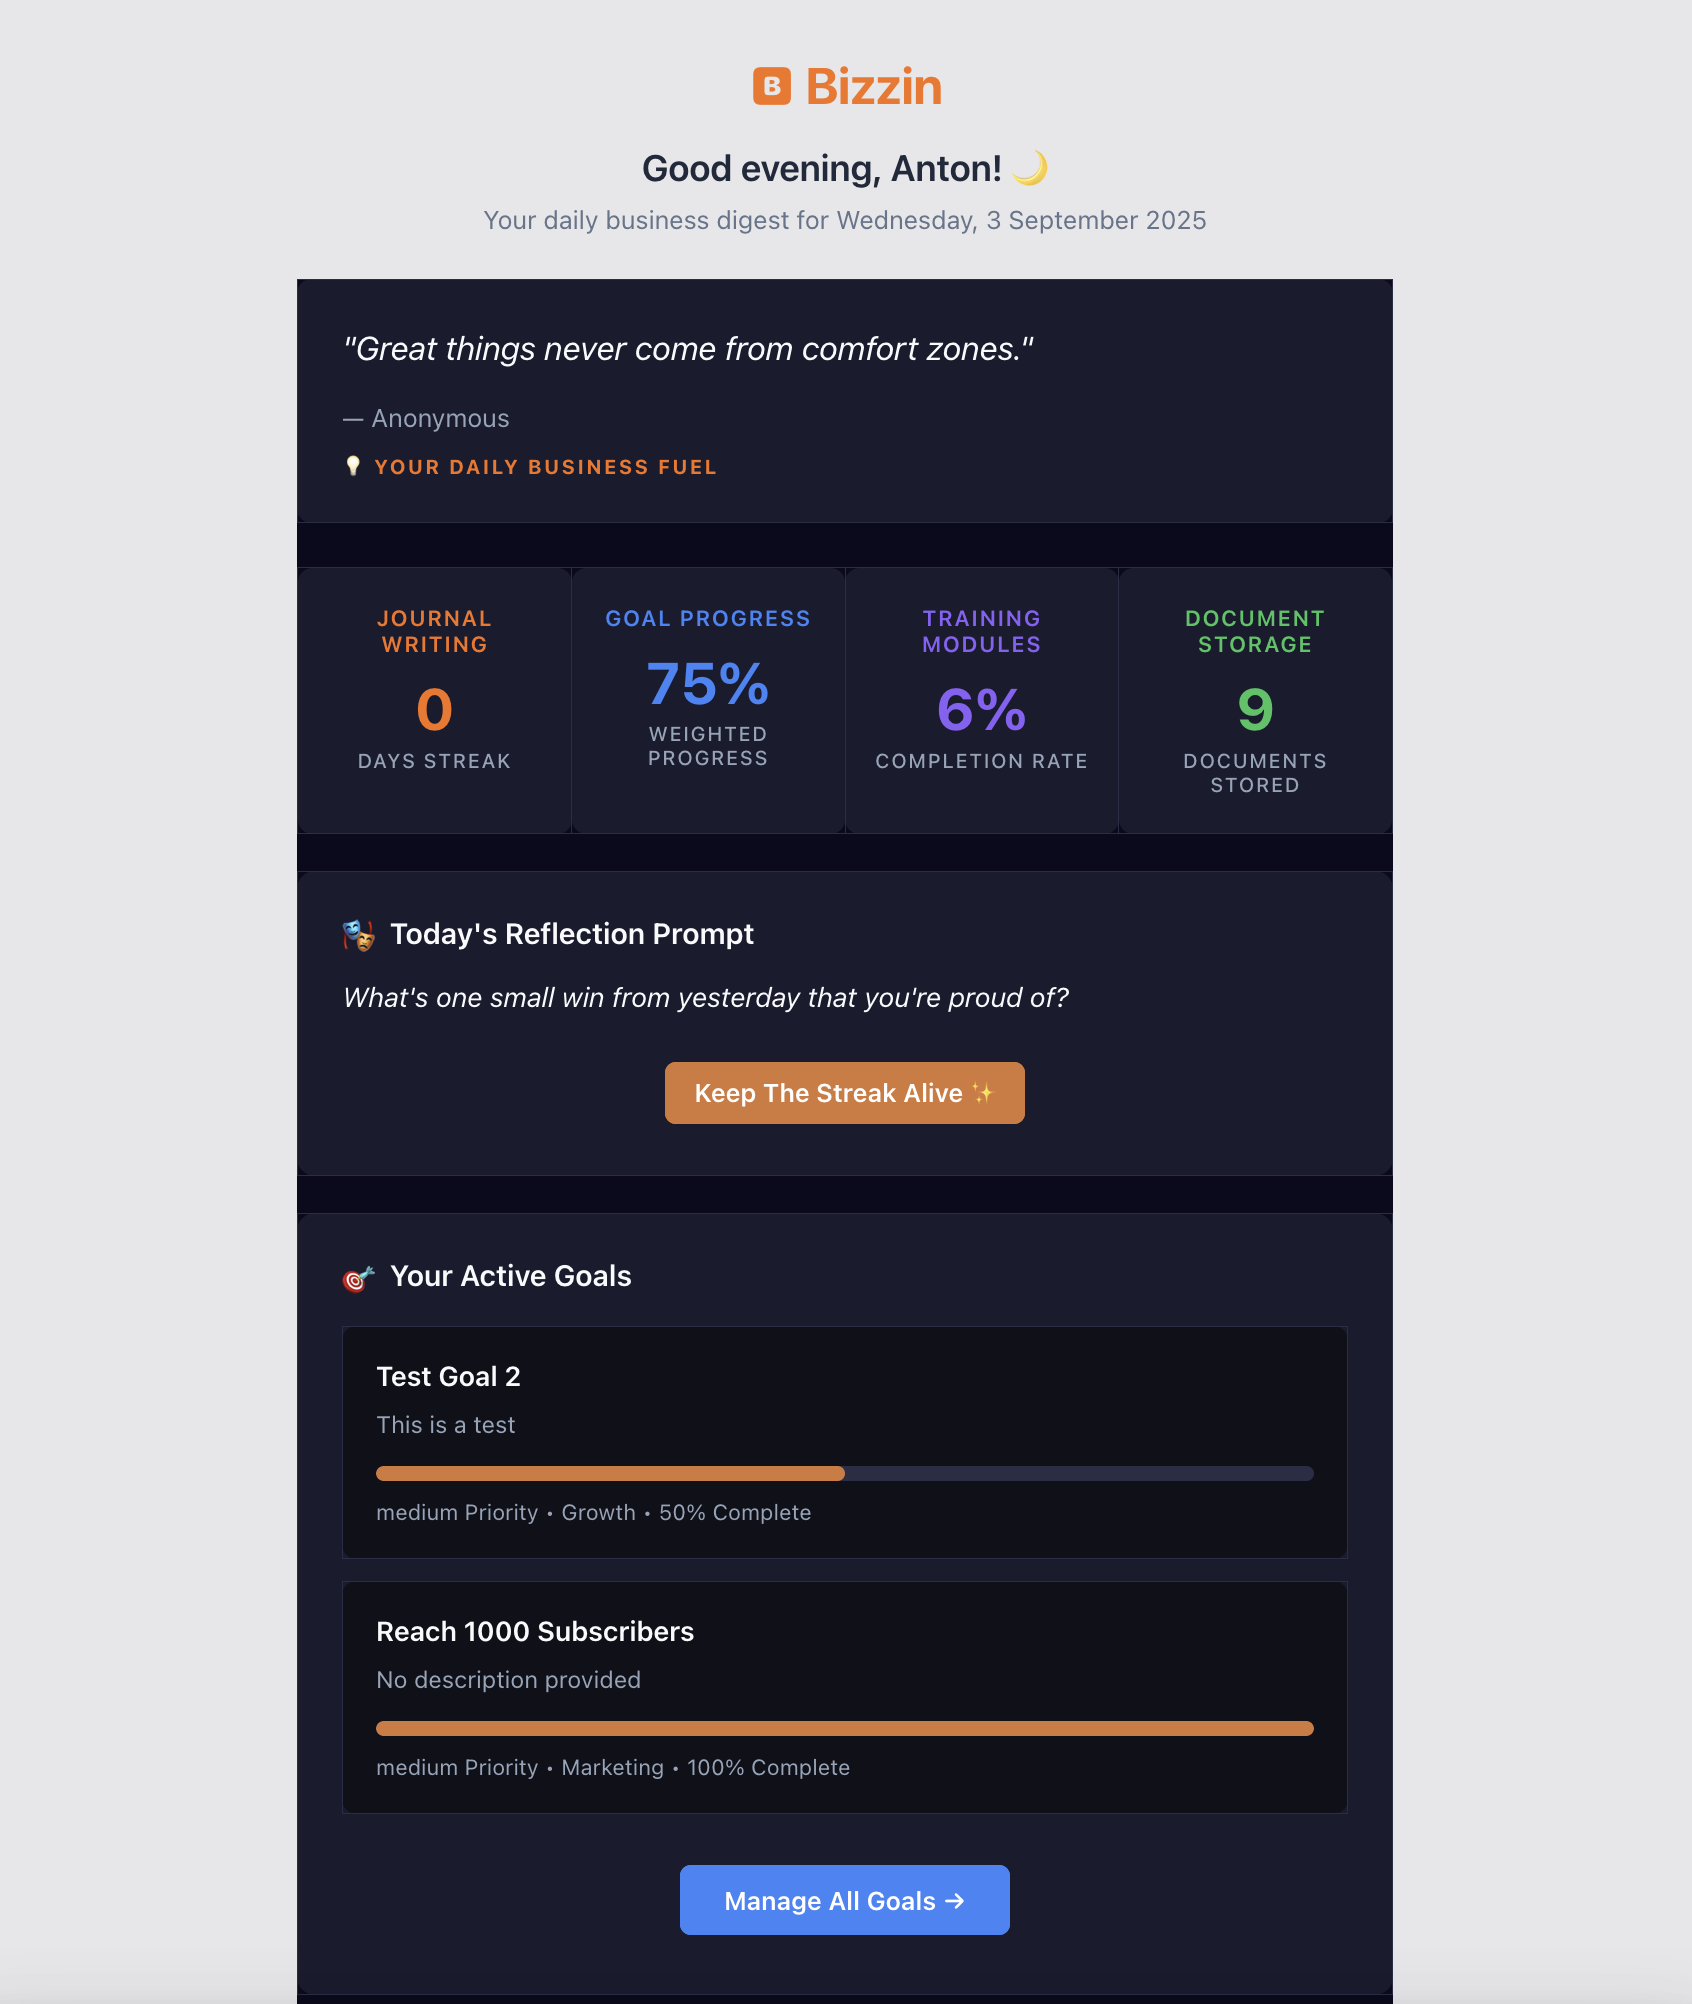 B Bizzin
Good evening, Anton! 🌙
Your daily business digest for Wednesday, 3 September 2025
"Great things never come from comfort zones."
— Anonymous
💡 YOUR DAILY BUSINESS FUEL
JOURNAL
WRITING
0
DAYS STREAK
GOAL PROGRESS
75%
WEIGHTED
PROGRESS
TRAINING
MODULES
6%
COMPLETION RATE
DOCUMENT
STORAGE
9
DOCUMENTS
STORED
🎭 Today's Reflection Prompt
What's one small win from yesterday that you're proud of?
Keep The Streak Alive ✨
🎯 Your Active Goals
Test Goal 2
This is a test
medium Priority • Growth • 50% Complete
Reach 1000 Subscribers
No description provided
medium Priority • Marketing • 100% Complete
Manage All Goals →